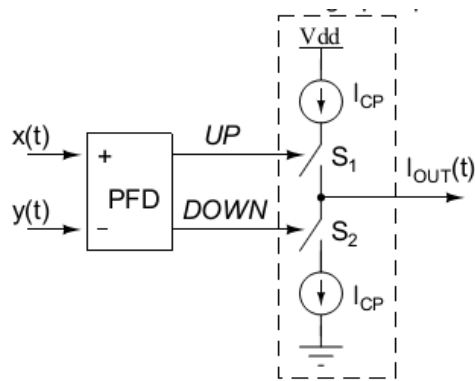 Vdd
I_CP
x(t)
UP
+
S_1
I_OUT(t)
PFD
y(t)
DOWN
−
S_2
I_CP